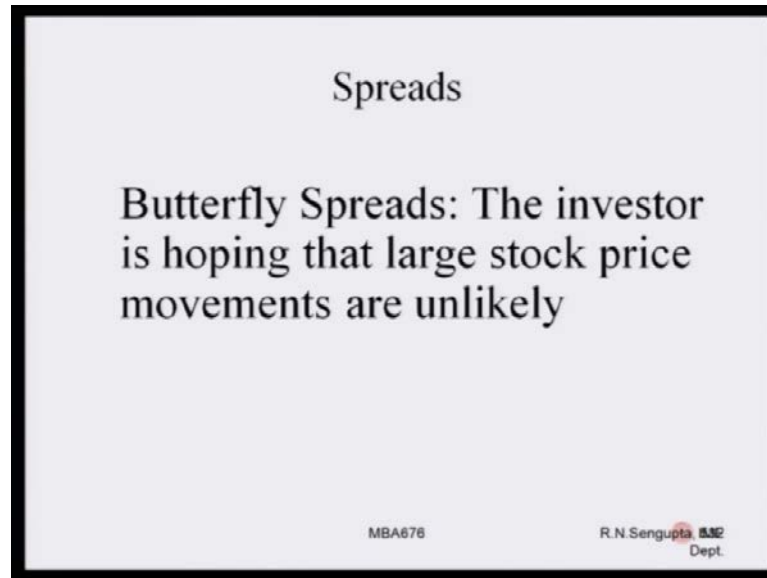 Spreads
Butterfly Spreads: The investor
is hoping that large stock price
movements are unlikely
MBA676
R.N.Sengupta,
Dept.